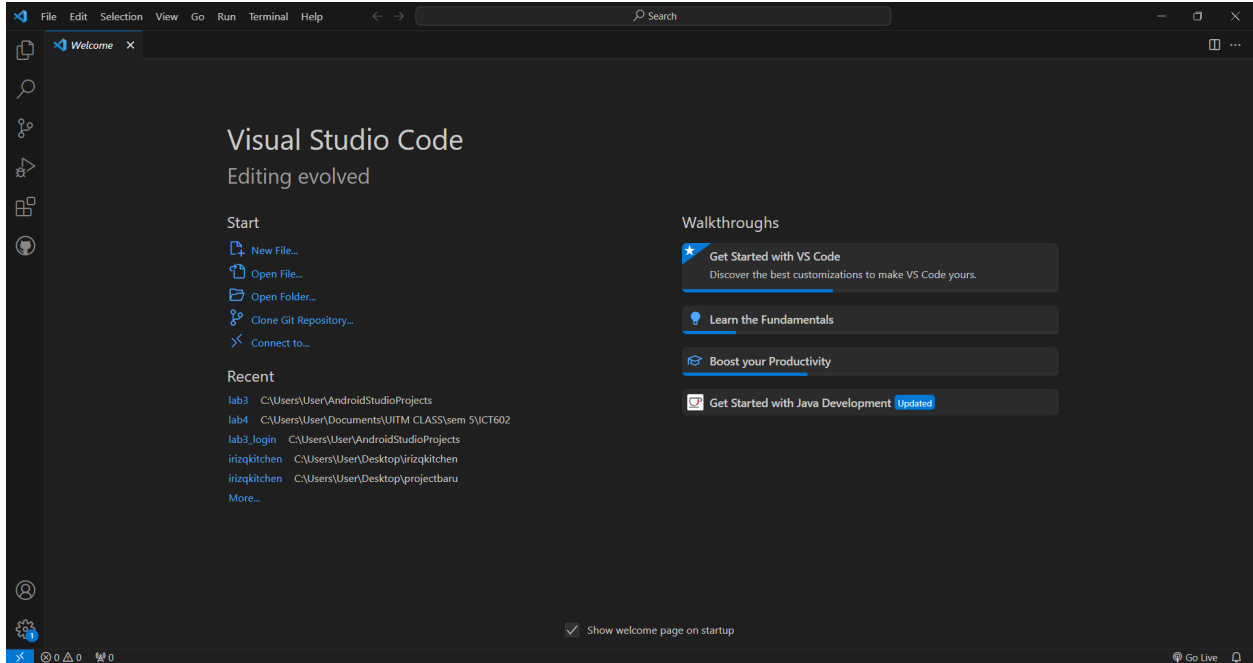 File Edit Selection View Go Run Terminal Help
Search
Welcome
Visual Studio Code
Editing evolved
Start
New File...
Open File...
Open Folder...
Clone Git Repository...
Connect to...
Recent
lab3 C:\Users\User\AndroidStudioProjects
lab4 C:\Users\User\Documents\UITM CLASS\sem 5\ICT602
lab3_login C:\Users\User\AndroidStudioProjects
irizqkitchen C:\Users\User\Desktop\irizqkitchen
irizqkitchen C:\Users\User\Desktop\projectbaru
More...
Walkthroughs
Get Started with VS Code
Discover the best customizations to make VS Code yours.
Learn the Fundamentals
Boost your Productivity
Get Started with Java Development Updated
1
Show welcome page on startup
0 0 0
Go Live